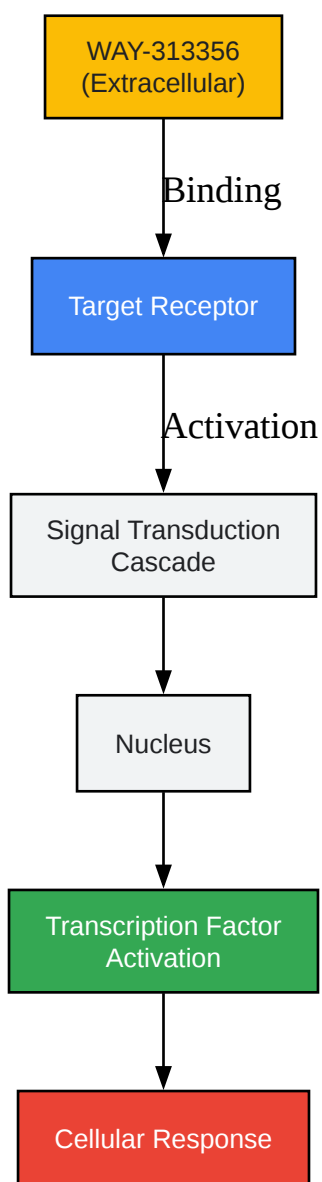 WAY-313356
(Extracellular)
Binding
Target Receptor
Activation
Signal Transduction
Cascade
Nucleus
Transcription Factor
Activation
Cellular Response